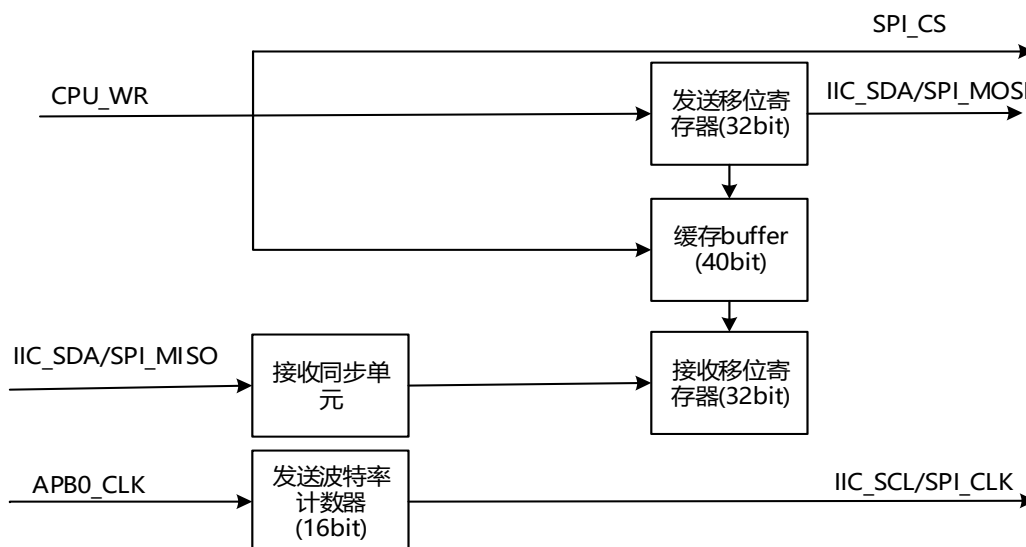 SPI_CS
CPU_WR
发送移位寄
存器(32bit)
IIC_SDA/SPI_MOSI
缓存buffer
(40bit)
IIC_SDA/SPI_MISO
接收同步单
元
接收移位寄
存器(32bit)
APB0_CLK
发送波特率
计数器
(16bit)
IIC_SCL/SPI_CLK